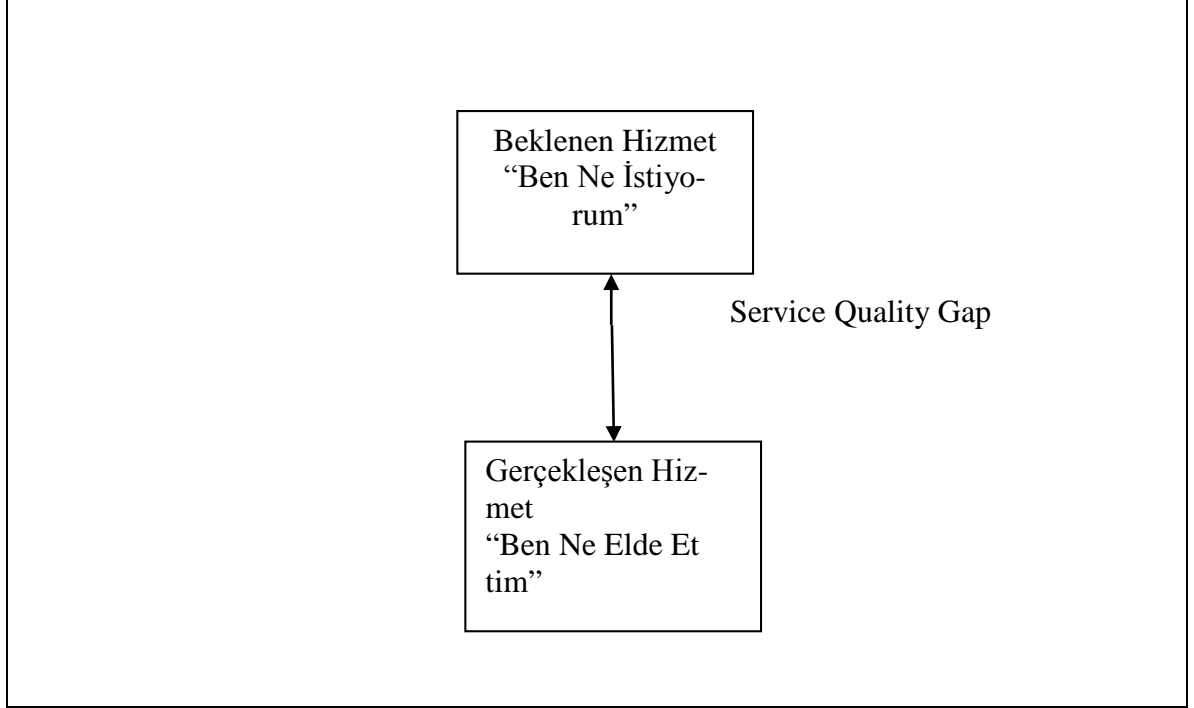 Beklenen Hizmet
“Ben Ne İstiyo-
rum”
Service Quality Gap
Gerçekleşen Hiz-
met
“Ben Ne Elde Et
tim”